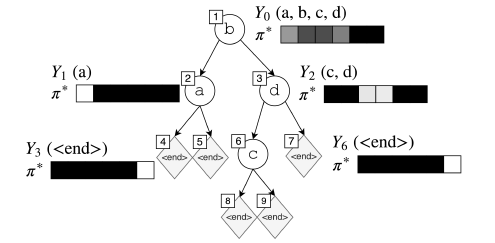 1
b
Y₀ (a, b, c, d)
π*
Y₁ (a)
π*
2
a
3
d
Y₂ (c, d)
π*
Y₃ (<end>)
π*
4
<end>
5
<end>
6
c
7
<end>
Y₆ (<end>)
π*
8
<end>
9
<end>